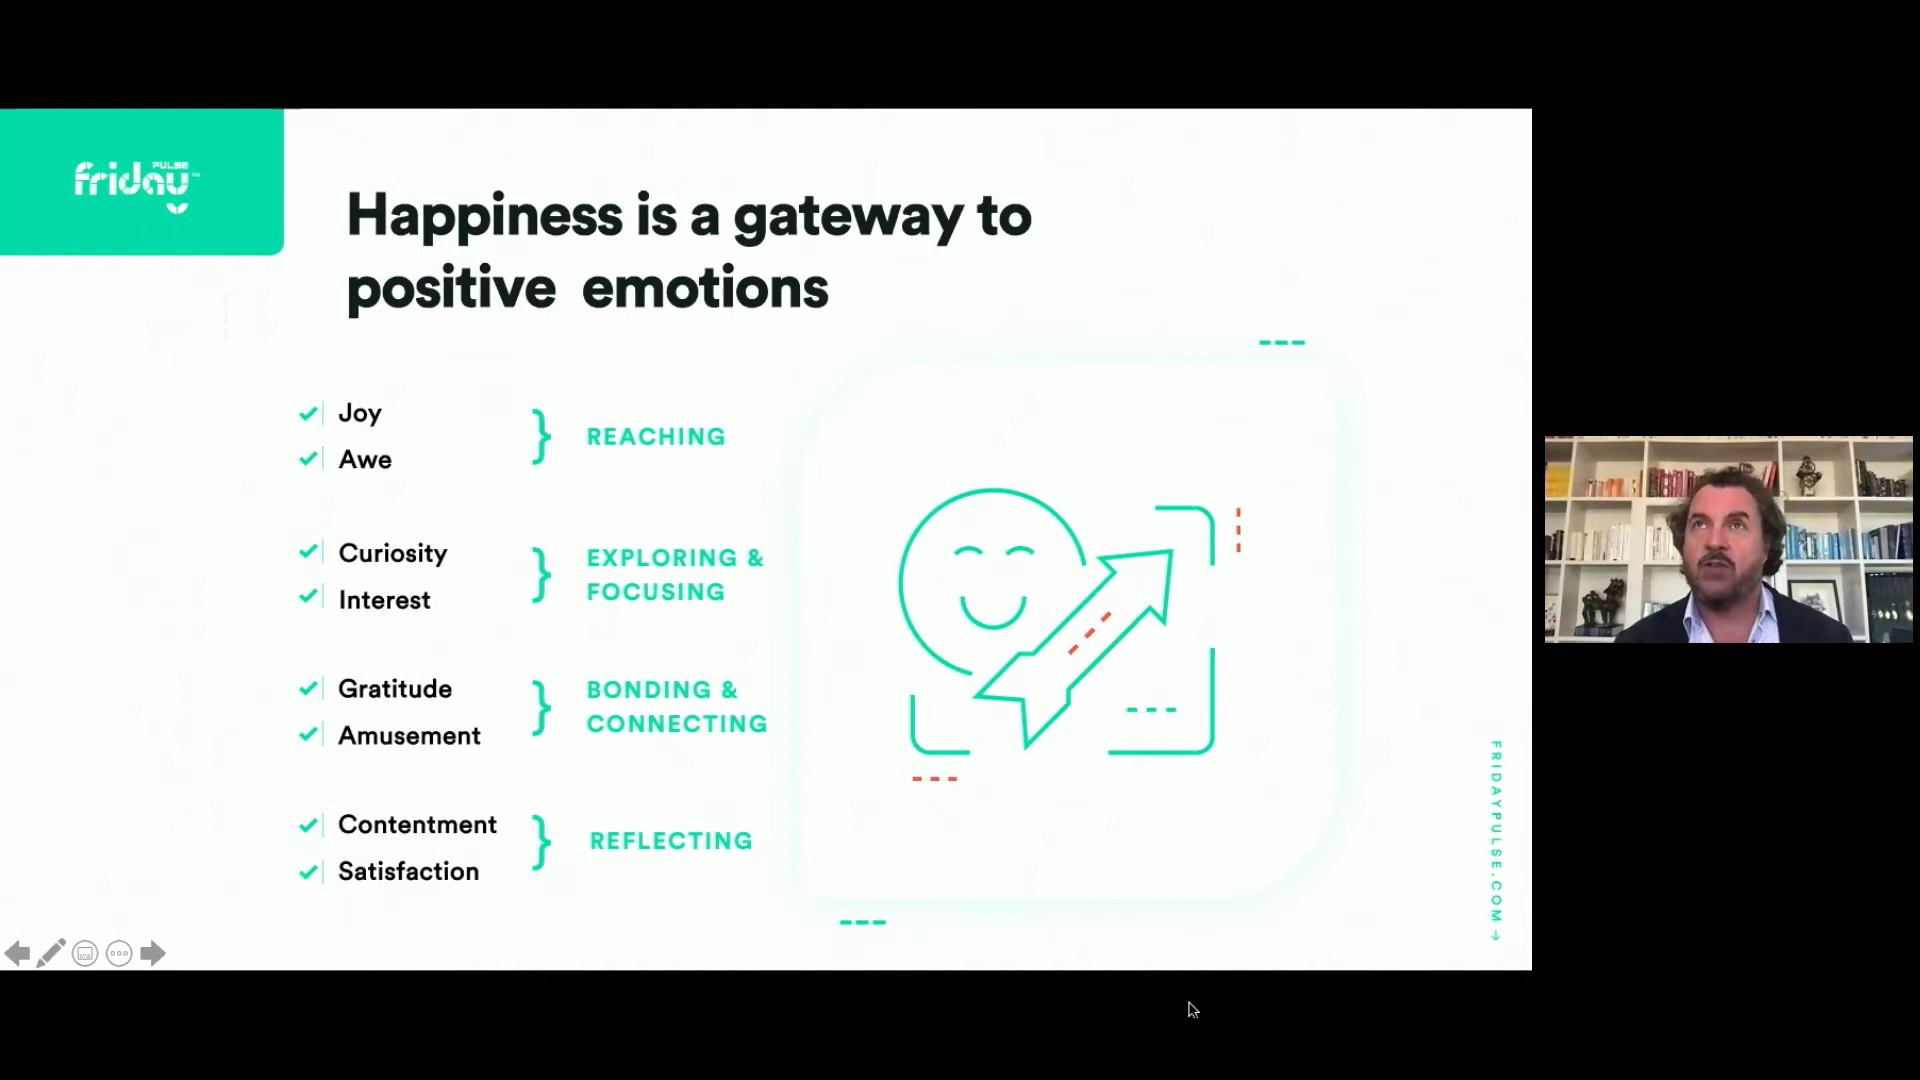 PULSE
friday™
Happiness is a gateway to
positive emotions
Joy
Awe
REACHING
Curiosity
Interest
EXPLORING &
FOCUSING
Gratitude
Amusement
BONDING &
CONNECTING
Contentment
Satisfaction
REFLECTING
FRIDAYPULSE.COM →